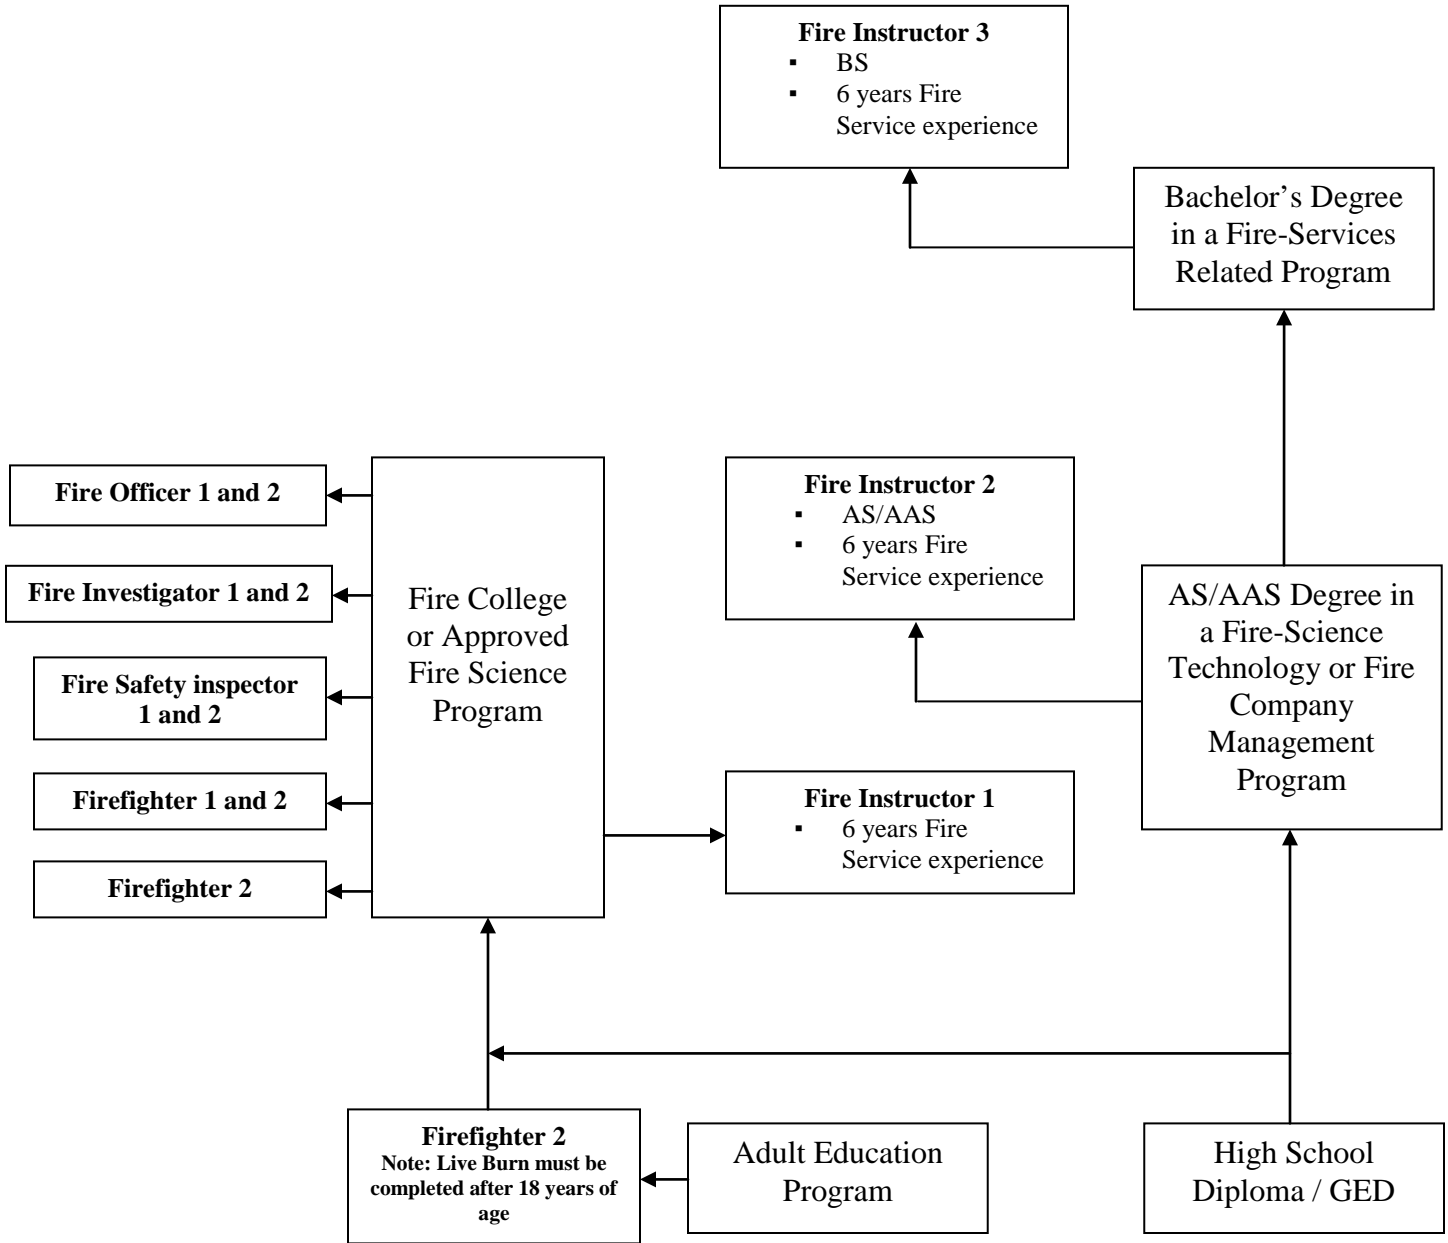 Fire Instructor 3
▪ BS
▪ 6 years Fire
Service experience
Bachelor’s Degree
in a Fire-Services
Related Program
Fire Officer 1 and 2
Fire Investigator 1 and 2
Fire Safety inspector
1 and 2
Firefighter 1 and 2
Firefighter 2
Fire College
or Approved
Fire Science
Program
Fire Instructor 2
▪ AS/AAS
▪ 6 years Fire
Service experience
AS/AAS Degree in
a Fire-Science
Technology or Fire
Company
Management
Program
Fire Instructor 1
▪ 6 years Fire
Service experience
Firefighter 2
Note: Live Burn must be
completed after 18 years of
age
Adult Education
Program
High School
Diploma / GED